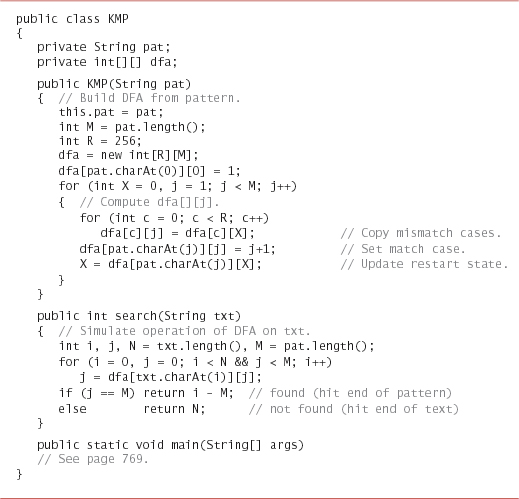 public class KMP
{
private String pat;
private int[][] dfa;
public KMP(String pat)
{ // Build DFA from pattern.
this.pat = pat;
int M = pat.length();
int R = 256;
dfa = new int[R][M];
dfa[pat.charAt(0)][0] = 1;
for (int X = 0, j = 1; j < M; j++)
{ // Compute dfa[][j].
for (int c = 0; c < R; c++)
dfa[c][j] = dfa[c][X]; // Copy mismatch cases.
dfa[pat.charAt(j)][j] = j+1; // Set match case.
X = dfa[pat.charAt(j)][X]; // Update restart state.
}
}
public int search(String txt)
{ // Simulate operation of DFA on txt.
int i, j, N = txt.length(), M = pat.length();
for (i = 0, j = 0; i < N && j < M; i++)
j = dfa[txt.charAt(i)][j];
if (j == M) return i - M; // found (hit end of pattern)
else return N; // not found (hit end of text)
}
public static void main(String[] args)
// See page 769.
}